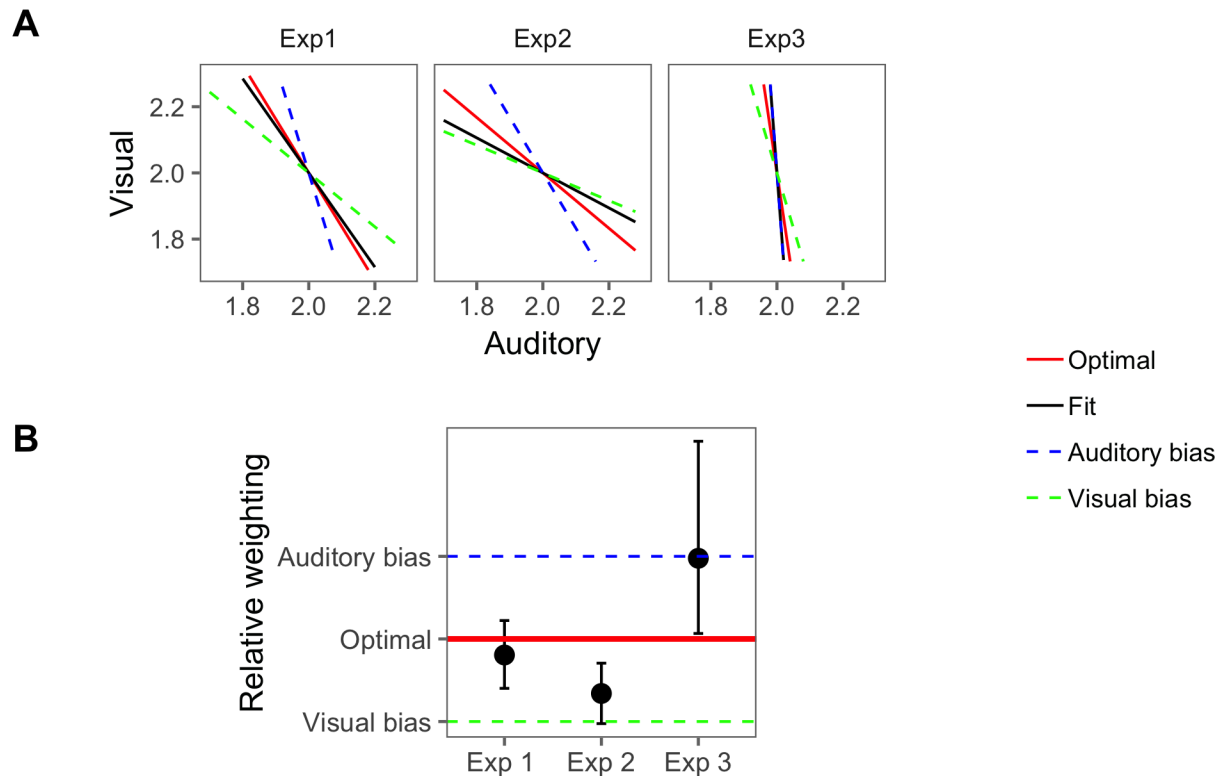 A
Exp1 Exp2 Exp3
Visual
2.2
2.0
1.8
1.8 2.0 2.2 1.8 2.0 2.2 1.8 2.0 2.2
Auditory
Optimal
Fit
Auditory bias
Visual bias
B
Relative weighting
Auditory bias
Optimal
Visual bias
Exp 1 Exp 2 Exp 3